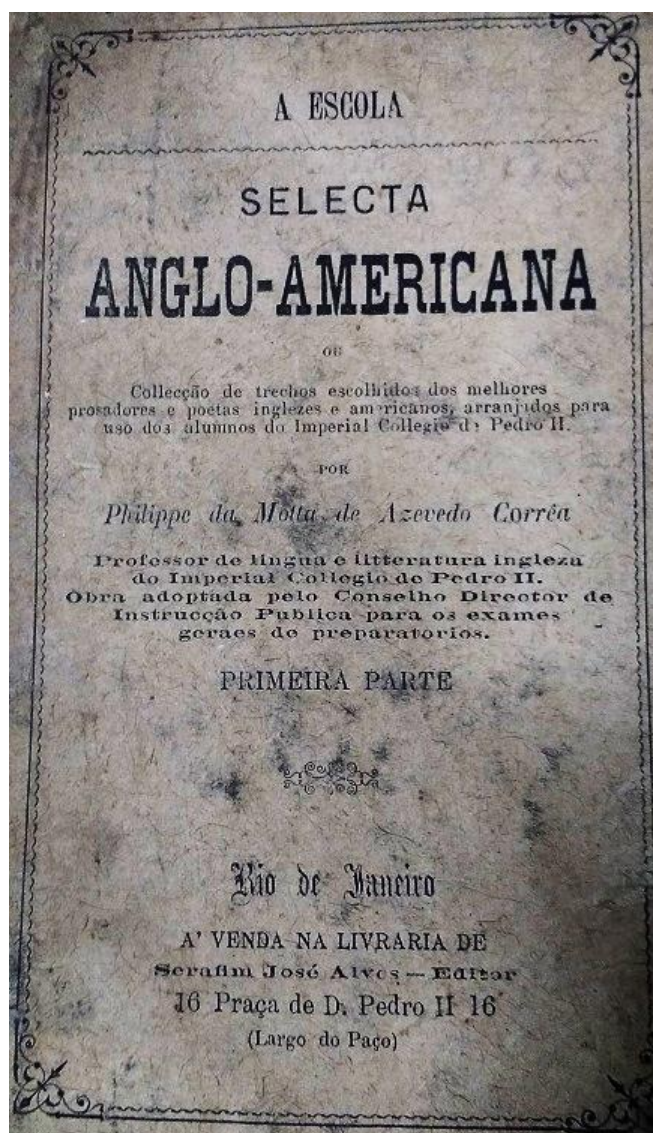 A ESCOLA
SELECTA
ANGLO-AMERICANA
OU
Collecção de trechos escolhidos dos melhores
prosadores e poetas inglezes e americanos, arranjados para
uso dos alumnos do Imperial Collegio de Pedro II.
POR
Philippe da Motta de Azevedo Corrêa
Professor de lingua e litteratura ingleza
do Imperial Collegio de Pedro II.
Obra adoptada pelo Conselho Director de
Instrucção Publica para os exames
geraes de preparatorios.
PRIMEIRA PARTE
Rio de Janeiro
A' VENDA NA LIVRARIA DE
Serafim José Alves — Editor
16 Praça de D. Pedro II 16
(Largo do Paço)